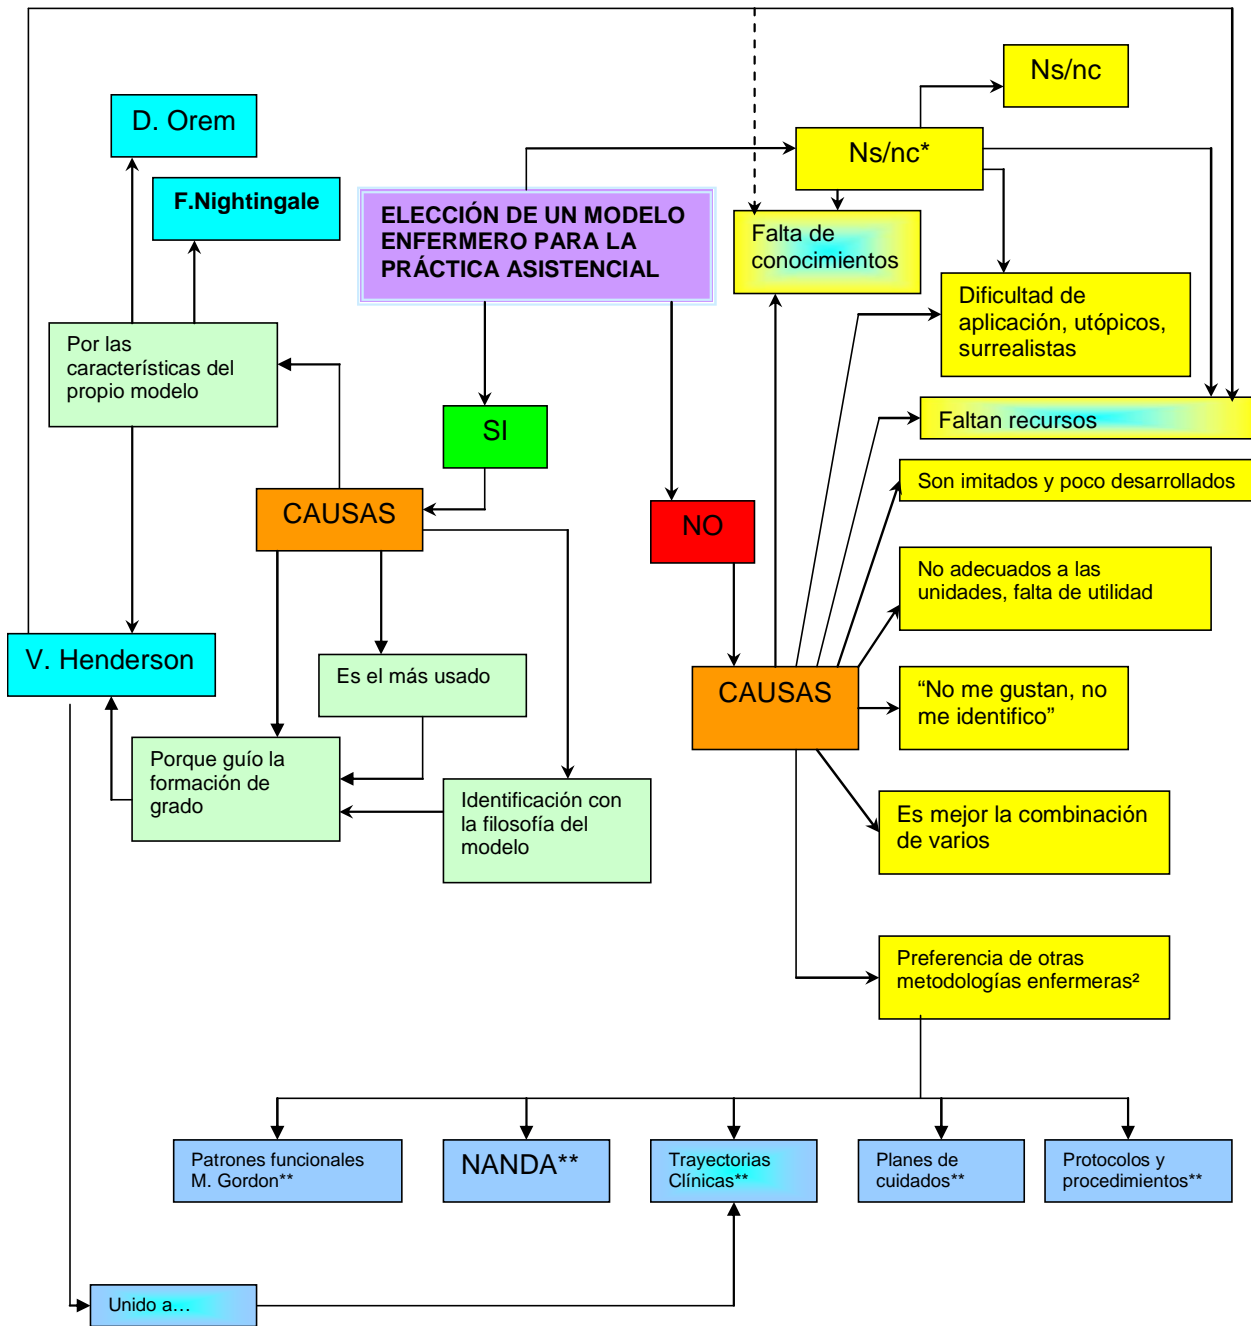 Ns/nc
D. Orem
Ns/nc*
F.Nightingale
ELECCIÓN DE UN MODELO
ENFERMERO PARA LA
PRÁCTICA ASISTENCIAL
Falta de
conocimientos
Dificultad de
aplicación, utópicos,
surrealistas
Por las
características del
propio modelo
SI
Faltan recursos
Son imitados y poco desarrollados
CAUSAS
NO
No adecuados a las
unidades, falta de utilidad
V. Henderson
Es el más usado
CAUSAS
“No me gustan, no
me identifico”
Porque guío la
formación de
grado
Identificación con
la filosofía del
modelo
Es mejor la combinación
de varios
Preferencia de otras
metodologías enfermeras²
Patrones funcionales
M. Gordon**
NANDA**
Trayectorias
Clínicas**
Planes de
cuidados**
Protocolos y
procedimientos**
Unido a…